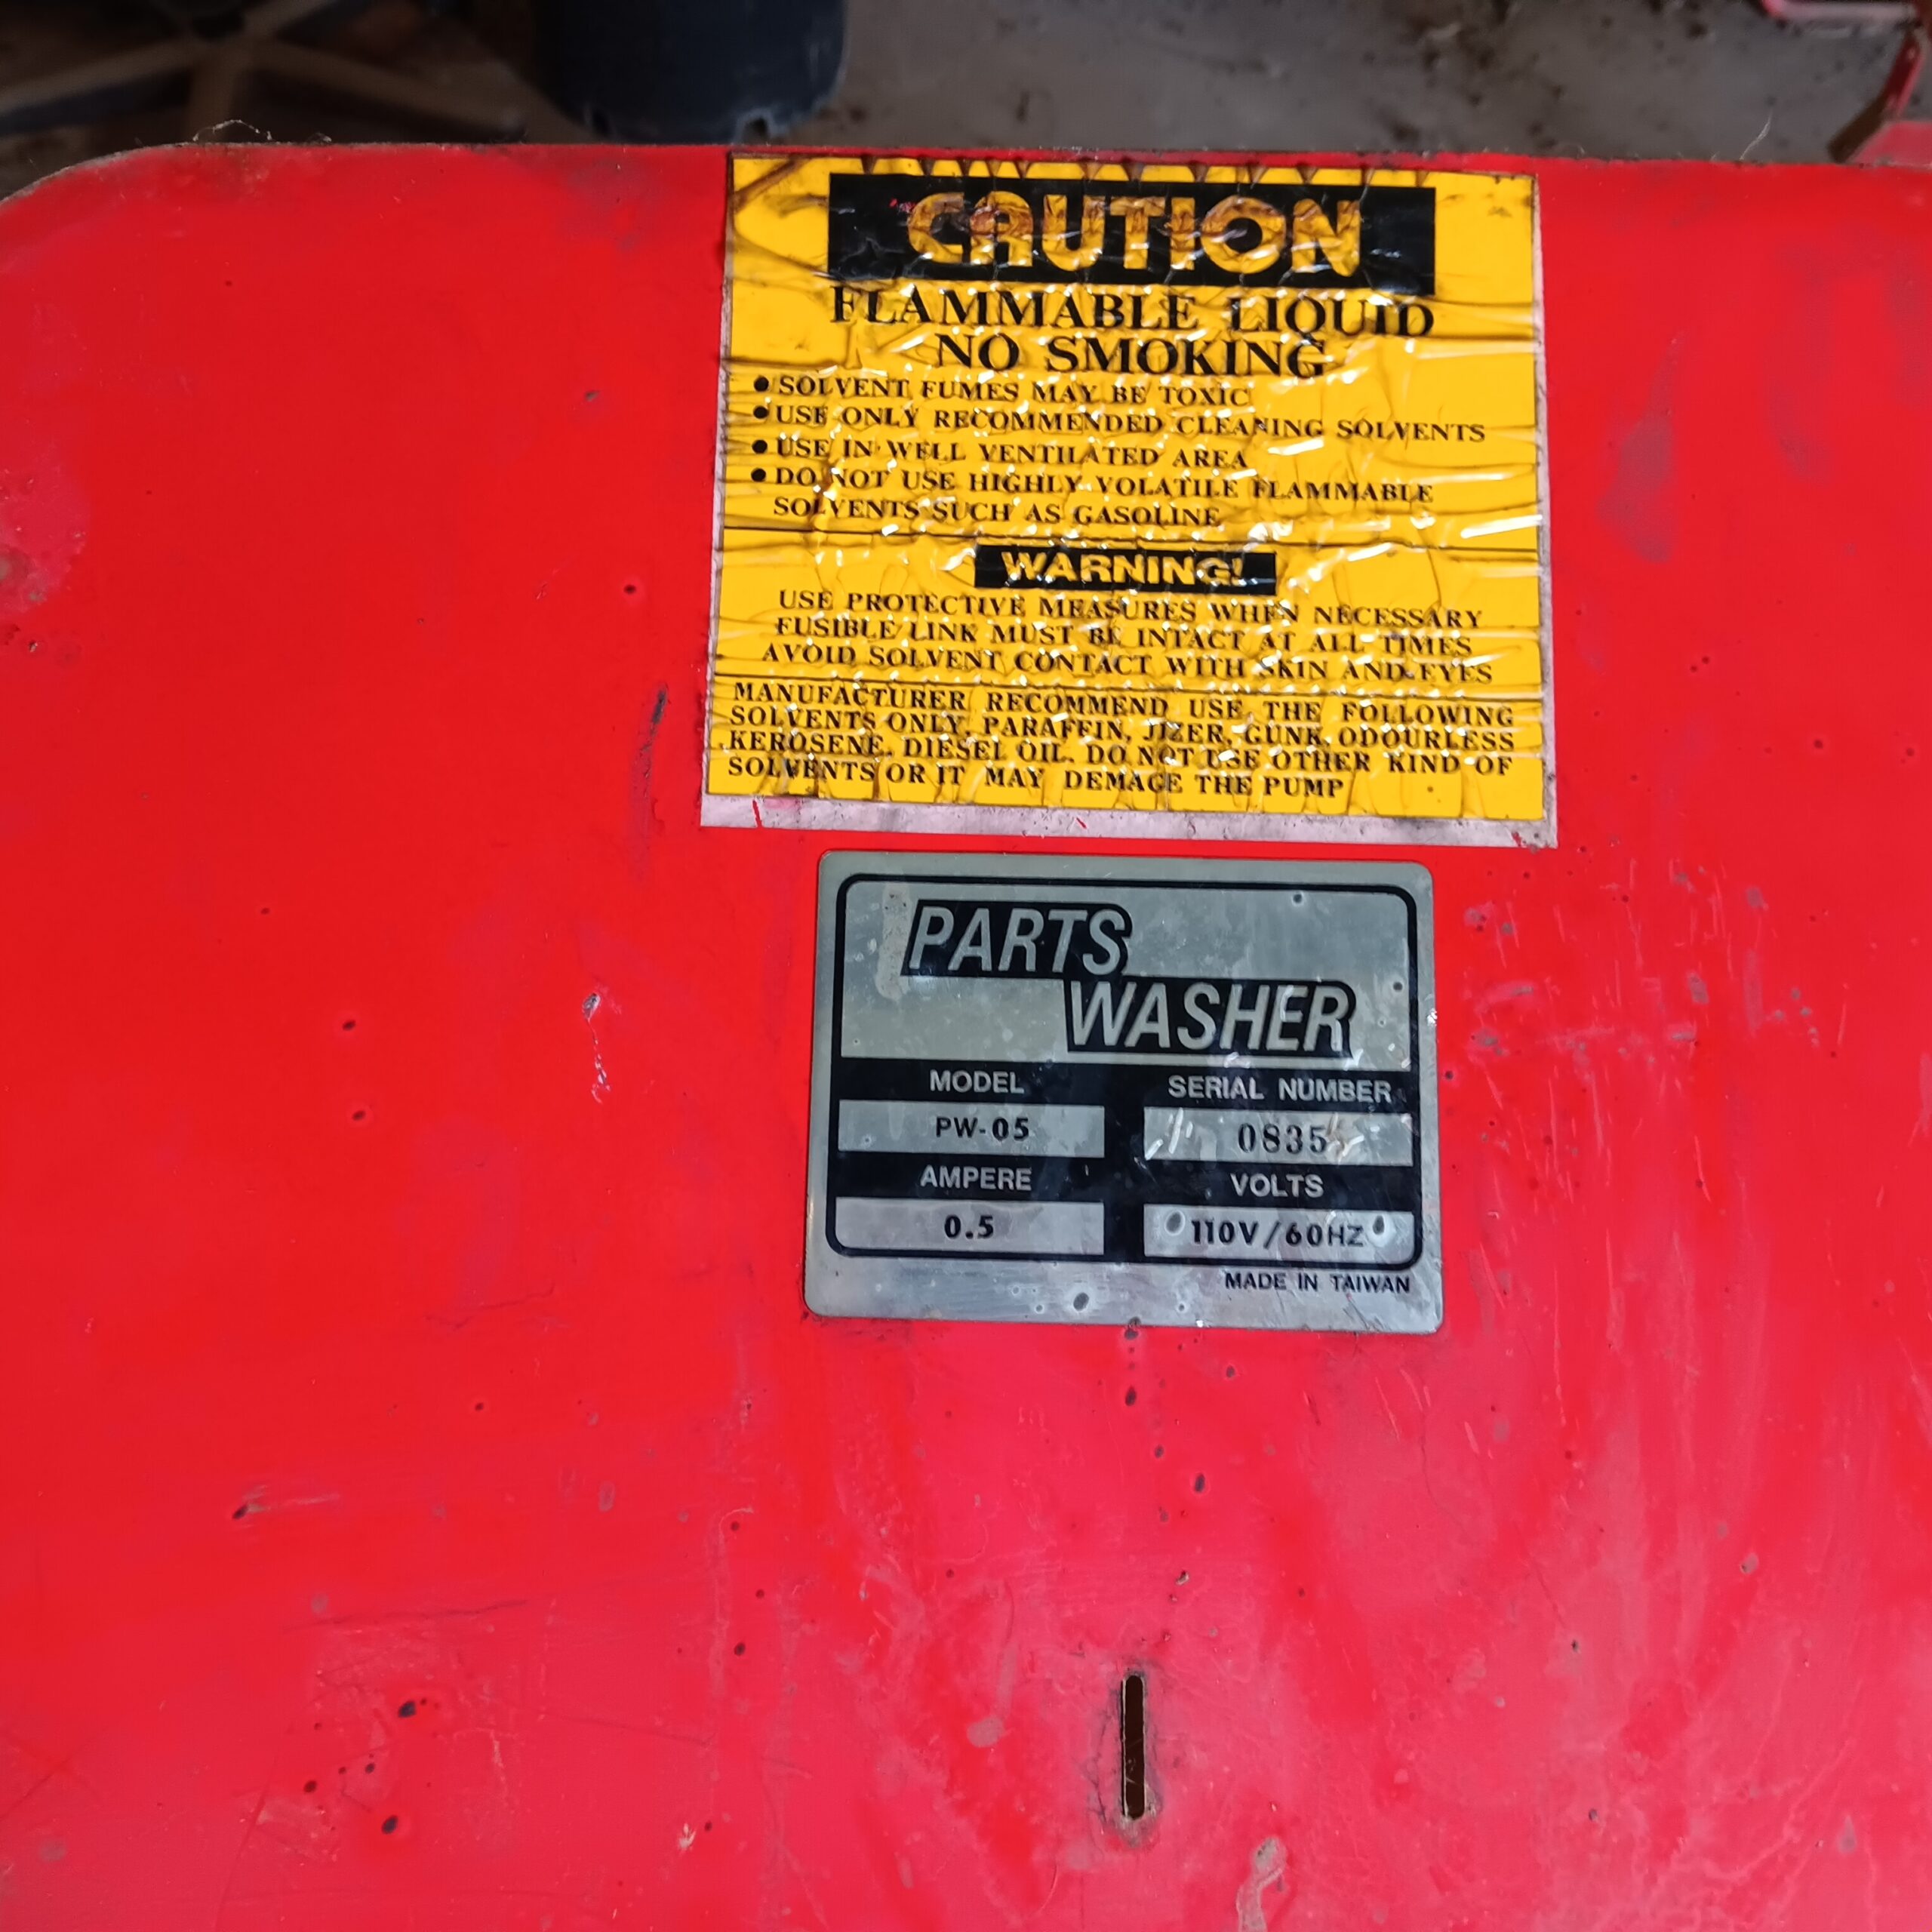 CAUTION
FLAMMABLE LIQUID
NO SMOKING
• SOLVENT FUMES MAY BE TOXIC
• USE ONLY RECOMMENDED CLEANING SOLVENTS
• USE IN WELL VENTILATED AREA
• DO NOT USE HIGHLY VOLATILE FLAMMABLE
SOLVENTS SUCH AS GASOLINE
WARNING!
USE PROTECTIVE MEASURES WHEN NECESSARY
FUSIBLE LINK MUST BE INTACT AT ALL TIMES
AVOID SOLVENT CONTACT WITH SKIN AND EYES
MANUFACTURER RECOMMEND USE THE FOLLOWING
SOLVENTS ONLY, PARAFFIN, JIZER, GUNK, ODOURLESS
KEROSENE, DIESEL OIL. DO NOT USE OTHER KIND OF
SOLVENTS OR IT MAY DEMAGE THE PUMP
PARTS
WASHER
MODEL SERIAL NUMBER
PW-05 0835
AMPERE VOLTS
0.5 110V/60HZ
MADE IN TAIWAN